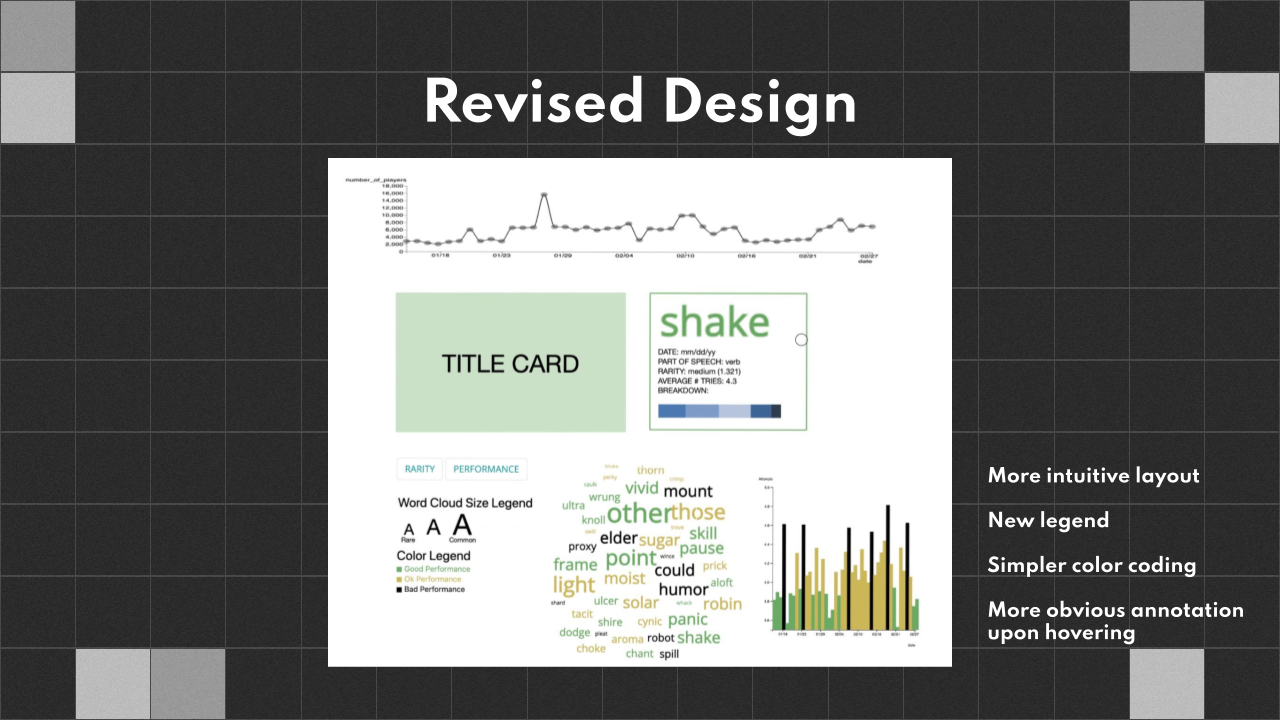 Revised Design
number_of_players
18,000
16,000
14,000
12,000
10,000
8,000
6,000
4,000
2,000
0
01/18
01/23
01/29
02/04
02/10
02/16
02/21
02/27
date
TITLE CARD
shake
DATE: mm/dd/yy
PART OF SPEECH: verb
RARITY: medium (1.321)
AVERAGE # TRIES: 4.3
BREAKDOWN:
RARITY
PERFORMANCE
Word Cloud Size Legend
A A A
Rare Common
Color Legend
Good Performance
Ok Performance
Bad Performance
thorn
perky
vivid
mount
wrung
ultra
other
those
knoll
skill
elder
sugar
proxy
pause
point
wince
frame
could
prick
light
moist
aloft
humor
shard
ulcer
solar
whack
robin
tacit
shire
cynic
panic
dodge
pleat
aroma
robot
shake
choke
chant
spill
More intuitive layout
New legend
Simpler color coding
More obvious annotation
upon hovering